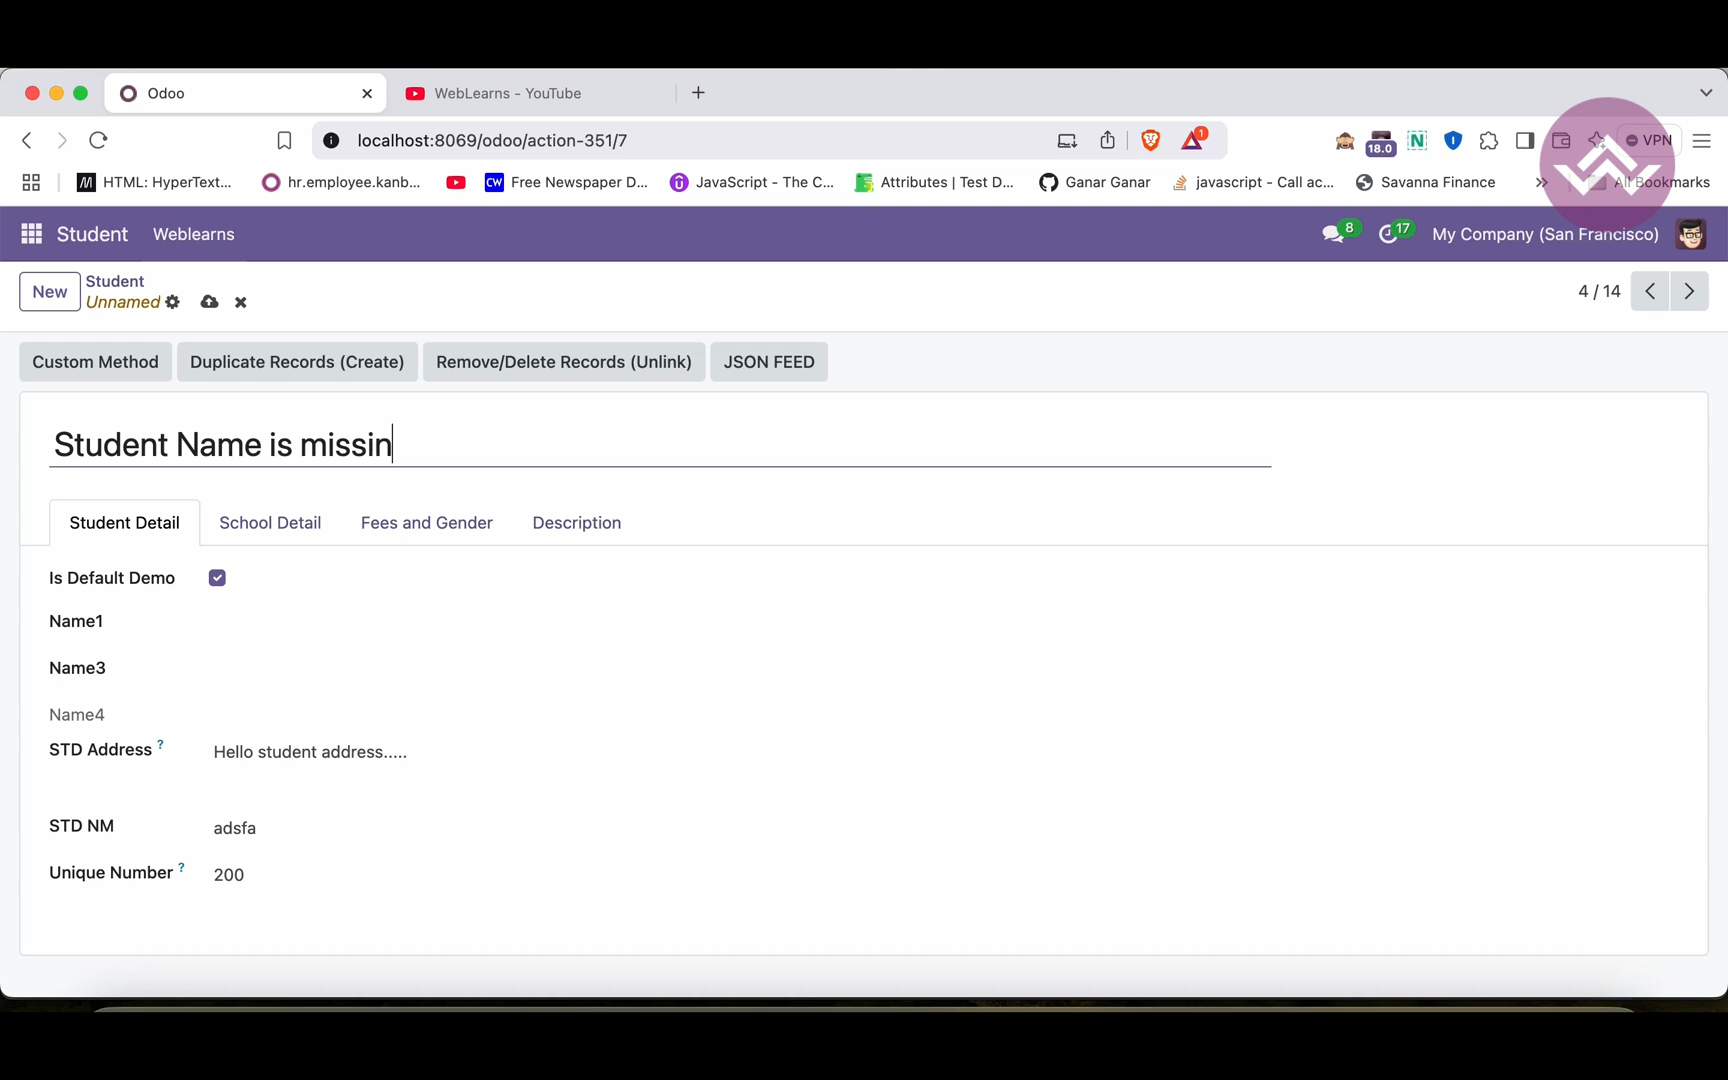 Odoo
WebLearns - YouTube
localhost:8069/odoo/action-351/7
1
18.0
N
VPN
M HTML: HyperText...
hr.employee.kanb...
CW Free Newspaper D...
JavaScript - The C...
Attributes | Test D...
Ganar Ganar
javascript - Call ac...
Savanna Finance
All Bookmarks
Student
Weblearns
8
17
My Company (San Francisco)
New
Student
Unnamed
4 / 14
Custom Method
Duplicate Records (Create)
Remove/Delete Records (Unlink)
JSON FEED
Student Name is missin
Student Detail
School Detail
Fees and Gender
Description
Is Default Demo
Name1
Name3
Name4
STD Address ?
Hello student address.....
STD NM
adsfa
Unique Number ?
200